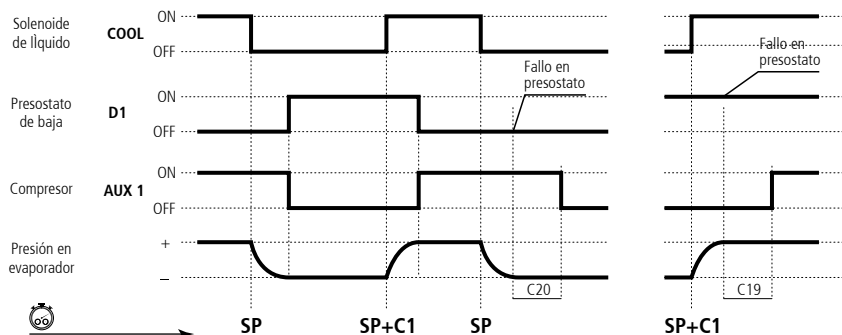 Solenoide
de lÌquido
COOL
ON
OFF
Fallo en
presostato
Fallo en
presostato
Presostato
de baja
D1
ON
OFF
Compresor
AUX 1
ON
OFF
Presión en
evaporador
+
–
C20
C19
SP
SP+C1
SP
SP+C1